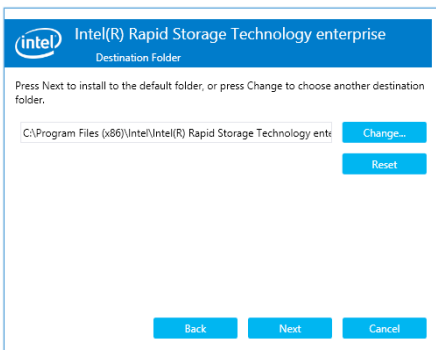 intel
Intel(R) Rapid Storage Technology enterprise
Destination Folder
Press Next to install to the default folder, or press Change to choose another destination
folder.
C:\Program Files (x86)\Intel\Intel(R) Rapid Storage Technology ente
Change...
Reset
Back
Next
Cancel